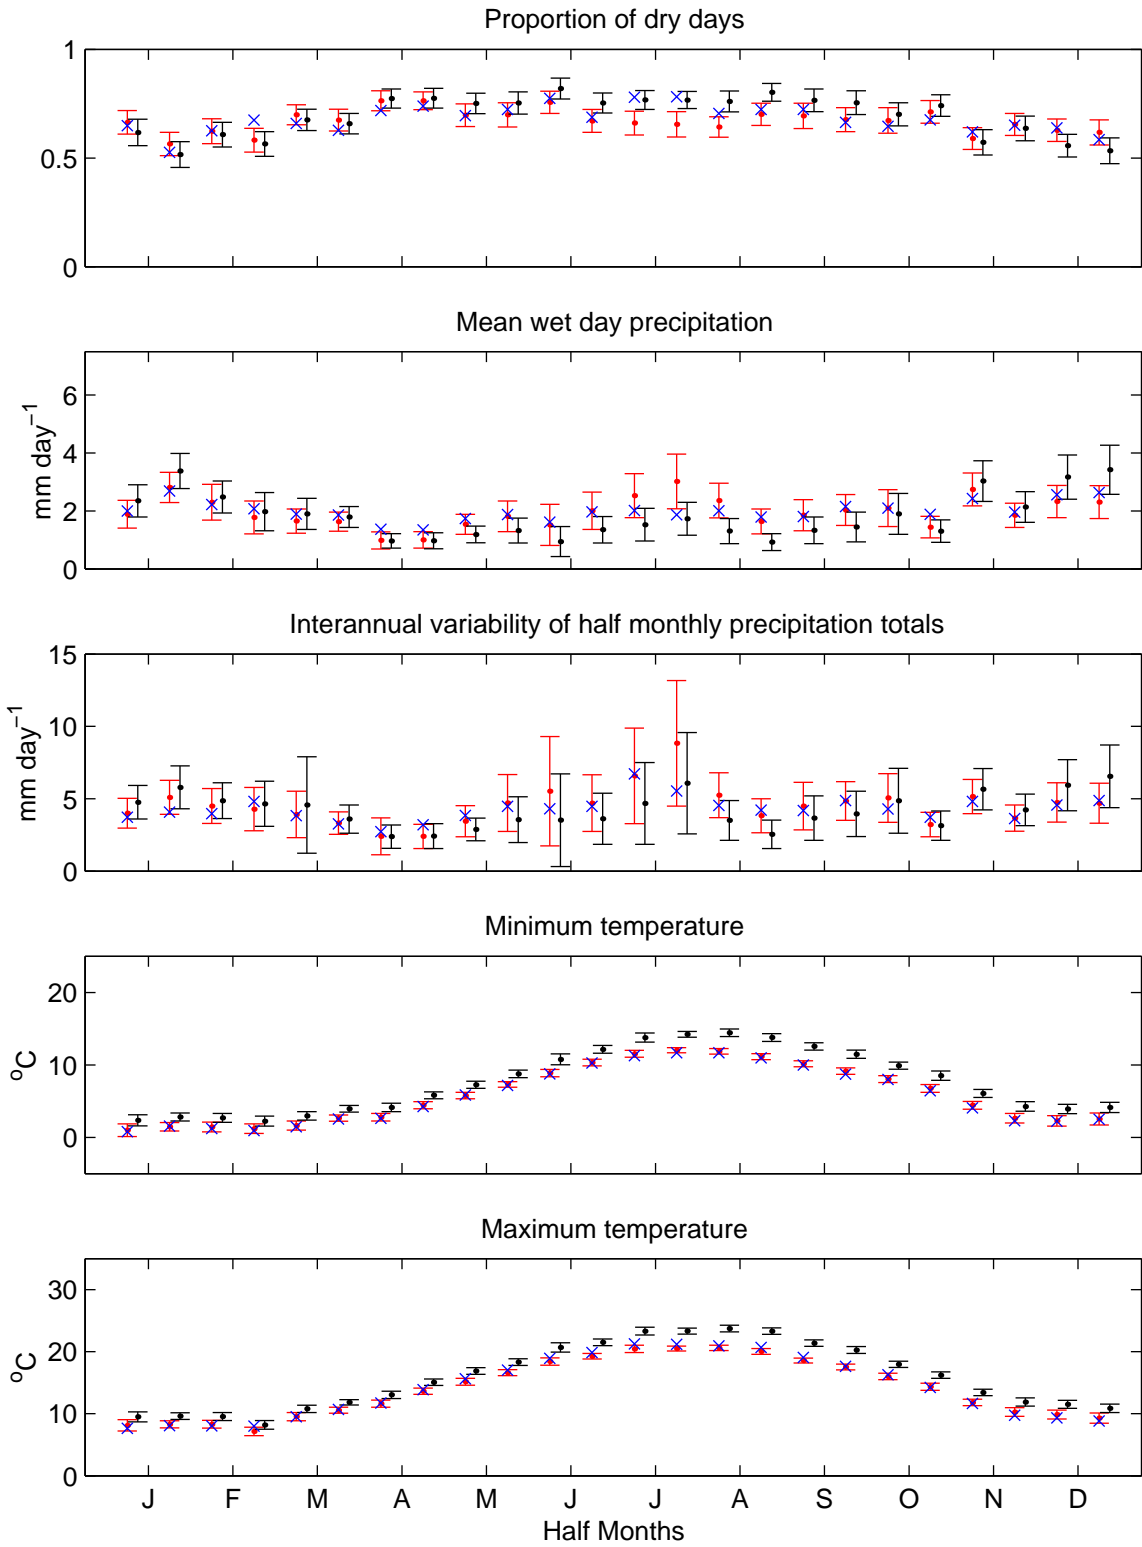 Proportion of dry days
1
0.5
0
Mean wet day precipitation
6
4
2
0
mm day⁻¹
Interannual variability of half monthly precipitation totals
15
10
5
0
mm day⁻¹
Minimum temperature
20
10
0
ºC
Maximum temperature
30
20
10
0
ºC
J F M A M J J A S O N D
Half Months